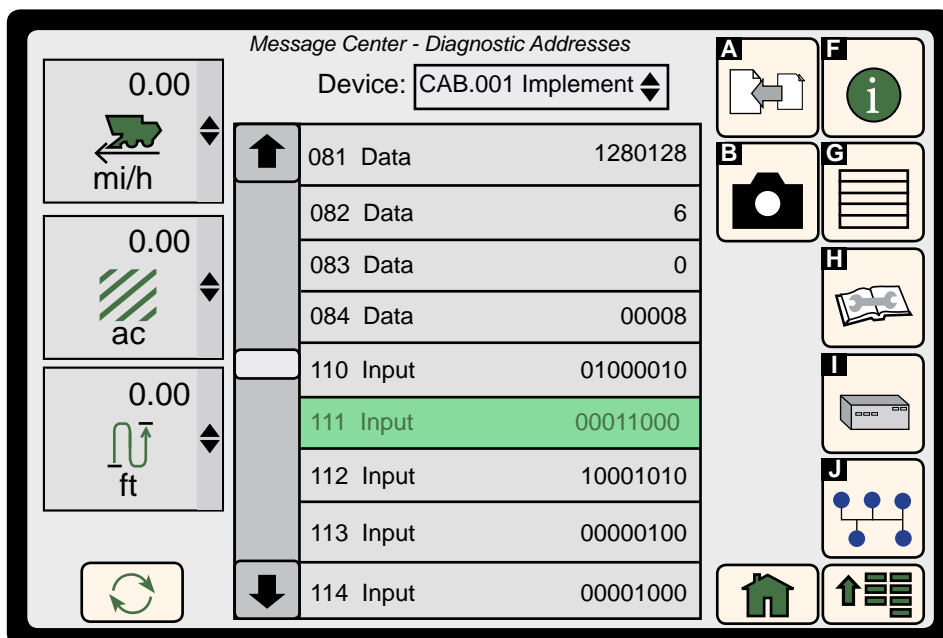 Message Center - Diagnostic Addresses
Device: CAB.001 Implement
0.00
mi/h
0.00
ac
0.00
ft
081 Data 1280128
082 Data 6
083 Data 0
084 Data 00008
110 Input 01000010
111 Input 00011000
112 Input 10001010
113 Input 00000100
114 Input 00001000
A
B
F
i
G
H
I
J